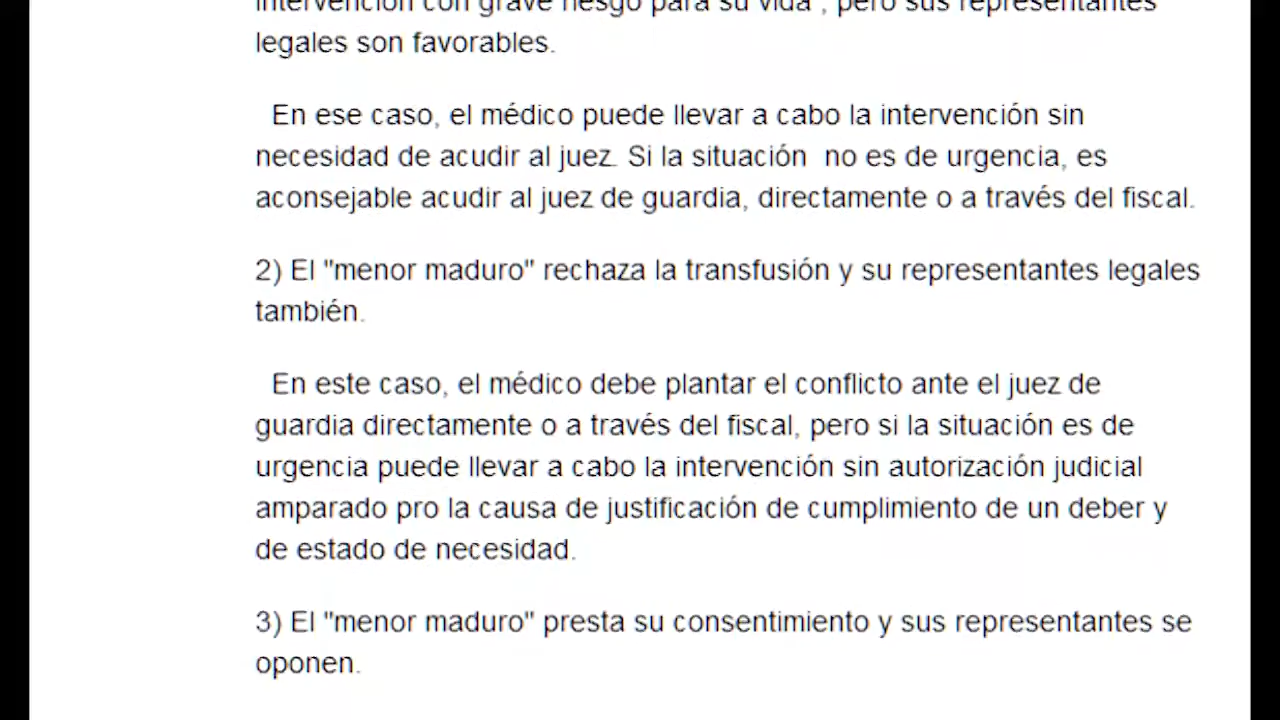 intervención con grave riesgo para su vida , pero sus representantes
legales son favorables.
En ese caso, el médico puede llevar a cabo la intervención sin
necesidad de acudir al juez. Si la situación no es de urgencia, es
aconsejable acudir al juez de guardia, directamente o a través del fiscal.
2) El "menor maduro" rechaza la transfusión y su representantes legales
también.
En este caso, el médico debe plantar el conflicto ante el juez de
guardia directamente o a través del fiscal, pero si la situación es de
urgencia puede llevar a cabo la intervención sin autorización judicial
amparado pro la causa de justificación de cumplimiento de un deber y
de estado de necesidad.
3) El "menor maduro" presta su consentimiento y sus representantes se
oponen.